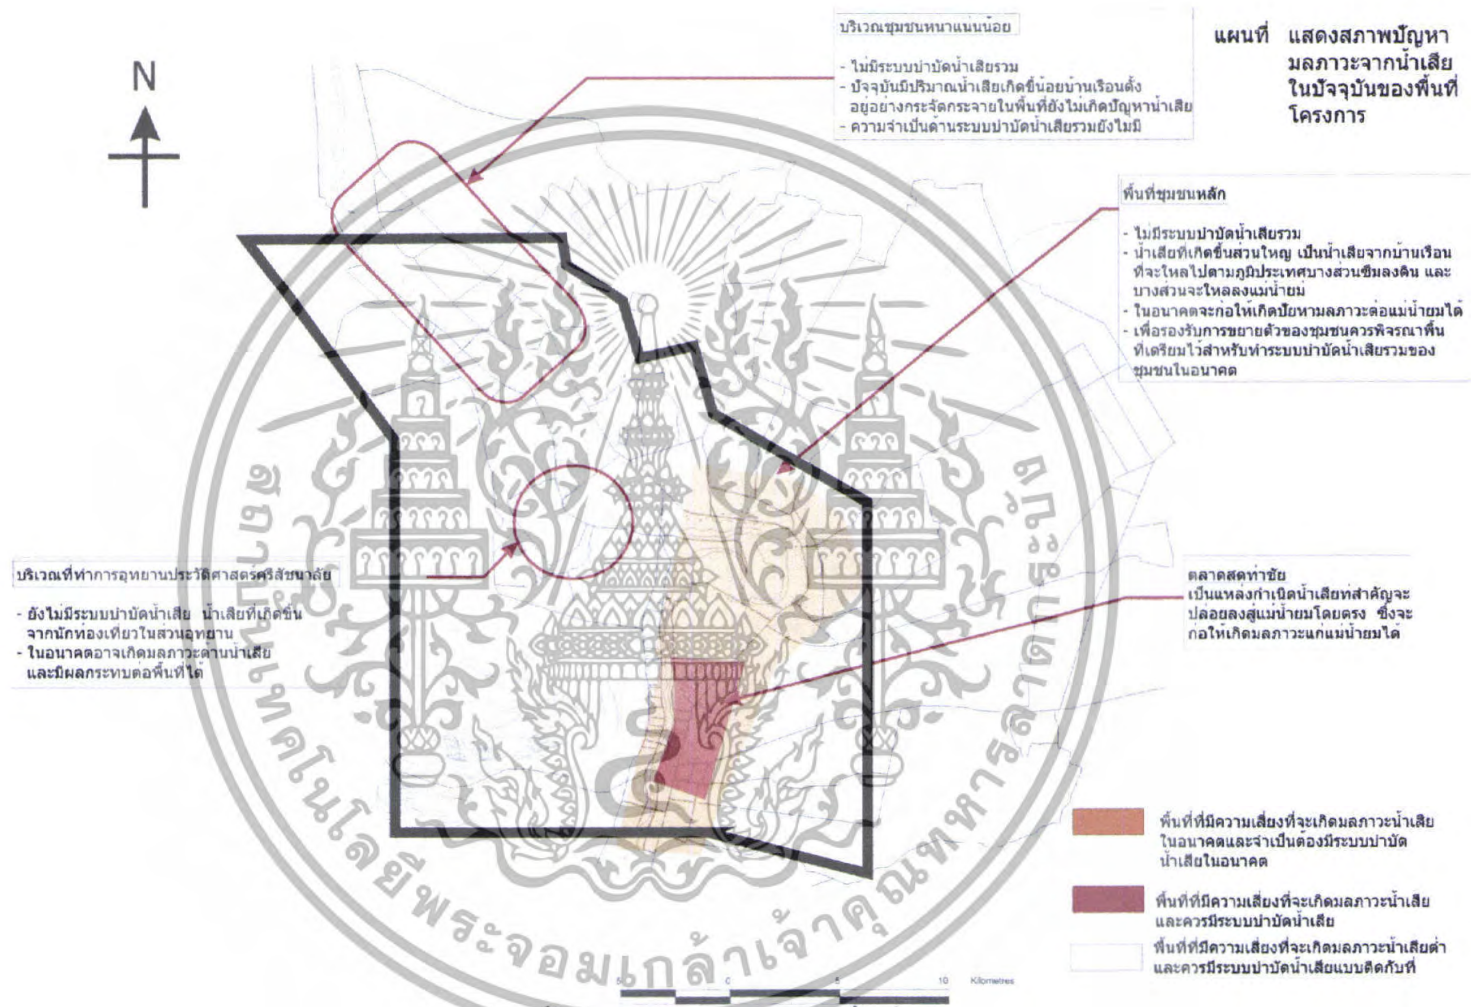 แผนที่ แสดงสภาพปัญหา
มลภาวะจากน้ำเสีย
ในปัจจุบันของพื้นที่
โครงการ
N
บริเวณชุมชนหนาแน่นน้อย
- ไม่มีระบบบำบัดน้ำเสียรวม
- ปัจจุบันมีปริมาณน้ำเสียเกิดขึ้นน้อยบ้านเรือนตั้ง
อยู่อย่างกระจัดกระจายในพื้นที่ยังไม่เกิดปัญหาน้ำเสีย
- ความจำเป็นด้านระบบบำบัดน้ำเสียรวมยังไม่มี
พื้นที่ชุมชนหลัก
- ไม่มีระบบบำบัดน้ำเสียรวม
- น้ำเสียที่เกิดขึ้นส่วนใหญ่ เป็นน้ำเสียจากบ้านเรือน
ที่จะไหลไปตามภูมิประเทศบางส่วนซึมลงดิน และ
บางส่วนจะไหลลงแม่น้ำยม
- ในอนาคตจะก่อให้เกิดปัยหามลภาวะต่อแม่น้ำยมได้
- เพื่อรองรับการขยายตัวของชุมชนควรพิจรณาพื้น
ที่เตรียมไว้สำหรับทำระบบบำบัดน้ำเสียรวมของ
ชุมชนในอนาคต
บริเวณที่ทำการอุทยานประวัติศาสตร์ศรีสัชนาลัย
- ยังไม่มีระบบบำบัดน้ำเสีย น้ำเสียที่เกิดขึ้น
จากนักท่องเที่ยวในสวนอุทยาน
- ในอนาคตอาจเกิดมลภาวะด้านน้ำเสีย
และมีผลกระทบต่อพื้นที่ได้
ตลาดสดท่าชัย
เป็นแหล่งกำเนิดน้ำเสียที่สำคัญจะ
ปล่อยลงสู่แม่น้ำยมโดยตรง ซึ่งจะ
ก่อให้เกิดมลภาวะแก่แม่น้ำยมได้
พื้นที่ที่มีความเสี่ยงที่จะเกิดมลภาวะน้ำเสีย
ในอนาคตและจำเป็นต้องมีระบบบำบัด
น้ำเสียในอนาคต
พื้นที่ที่มีความเสี่ยงที่จะเกิดมลภาวะน้ำเสีย
และควรมีระบบบำบัดน้ำเสีย
พื้นที่ที่มีความเสี่ยงที่จะเกิดมลภาวะน้ำเสียต่ำ
และควรมีระบบบำบัดน้ำเสียแบบติดกับที่
สถาบันเทคโนโลยีพระจอมเกล้าเจ้าคุณทหารลาดกระบัง
5 0 5 10 Kilometres